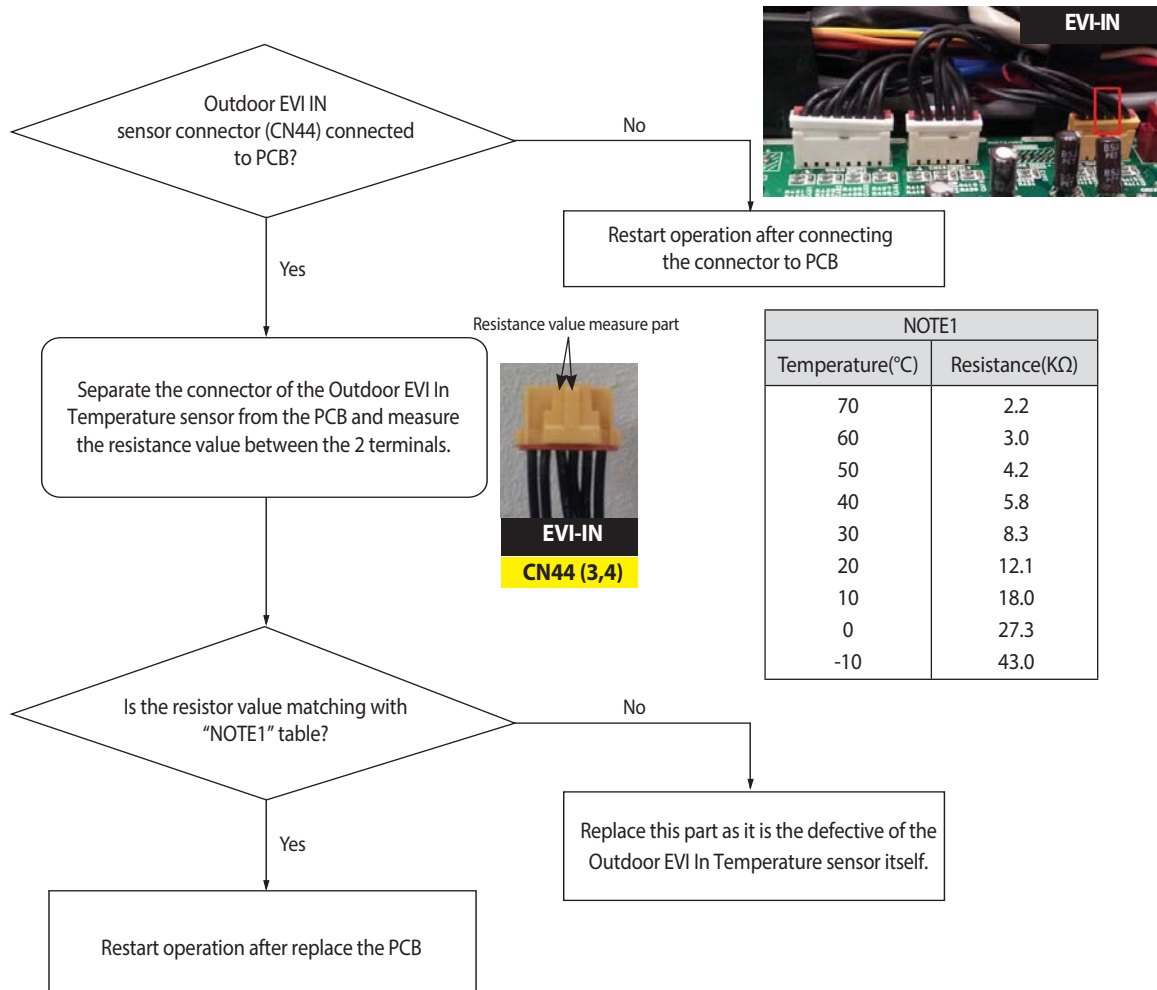 EVI-IN
Outdoor EVI IN
sensor connector (CN44) connected
to PCB?
No
Restart operation after connecting
the connector to PCB
Yes
Separate the connector of the Outdoor EVI In
Temperature sensor from the PCB and measure
the resistance value between the 2 terminals.
Resistance value measure part
EVI-IN
CN44 (3,4)
NOTE1
Temperature(°C) Resistance(KΩ)
70 2.2
60 3.0
50 4.2
40 5.8
30 8.3
20 12.1
10 18.0
0 27.3
-10 43.0
Is the resistor value matching with
“NOTE1” table?
No
Replace this part as it is the defective of the
Outdoor EVI In Temperature sensor itself.
Yes
Restart operation after replace the PCB